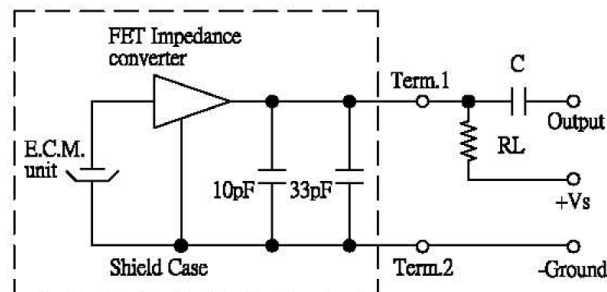 FET Impedance
converter
Term.1
C
Output
E.C.M.
unit
RL
10pF
33pF
+Vs
Shield Case
Term.2
-Ground